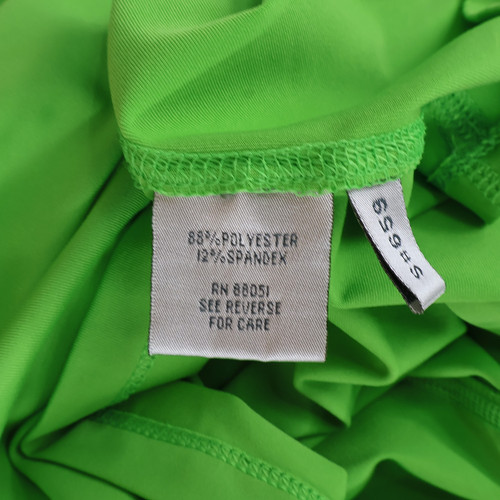 88%POLYESTER
12%SPANDEX
RN 88051
SEE REVERSE
FOR CARE
S#659